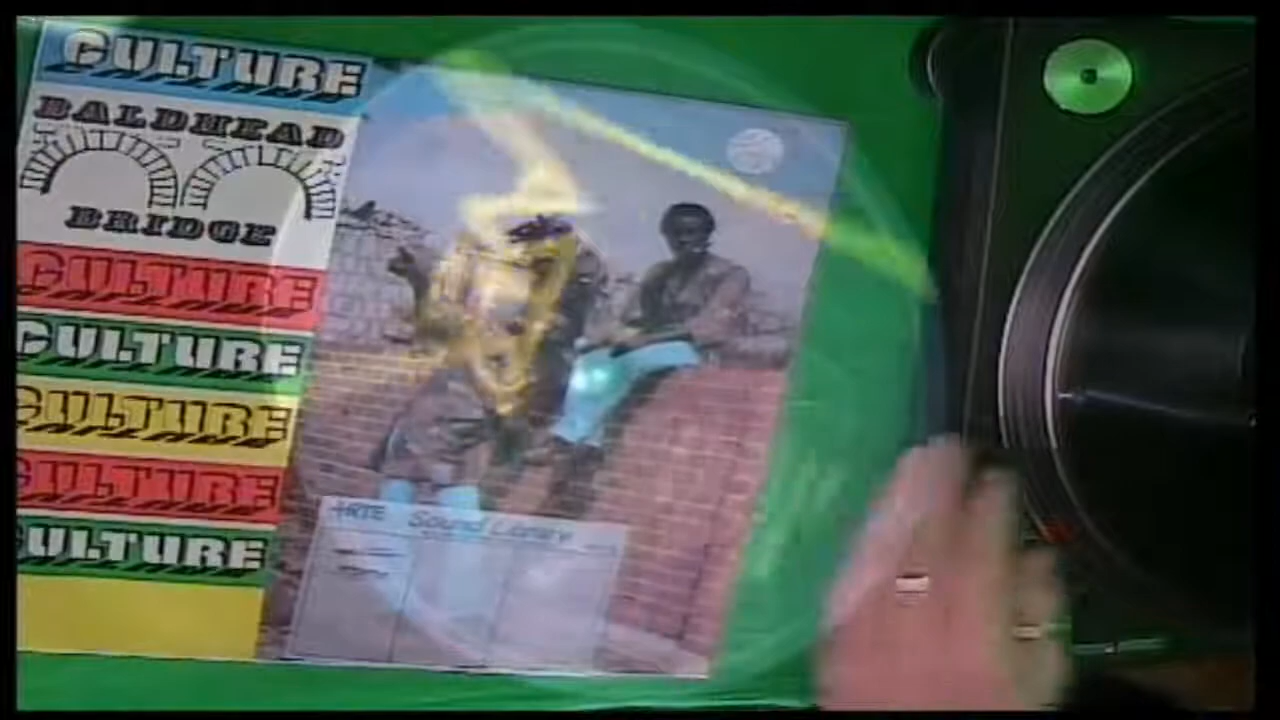 CULTURE
BALDHEAD
BRIDGE
CULTURE
CULTURE
CULTURE
CULTURE
CULTURE
RTE Sound Library